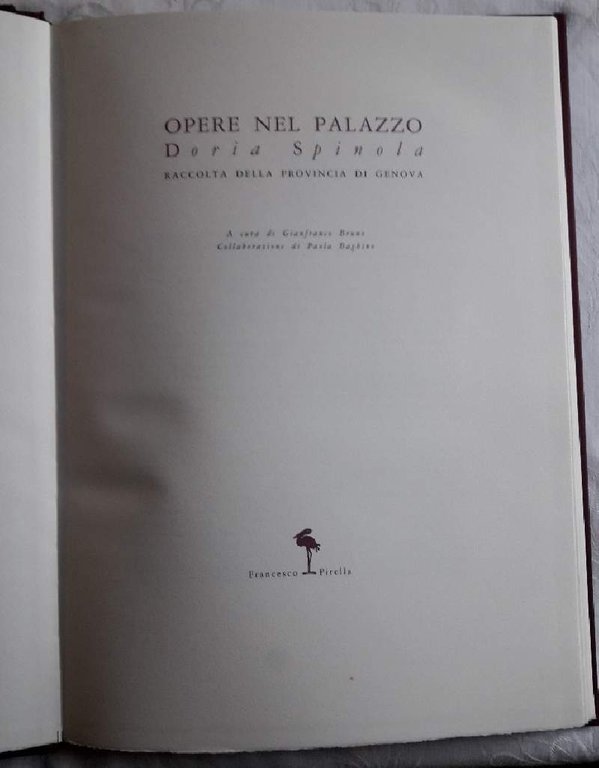 OPERE NEL PALAZZO
Doria Spinola
RACCOLTA DELLA PROVINCIA DI GENOVA
A cura di Gianfranco Bruno
Collaborazione di Paola Daghino
Francesco Pirella